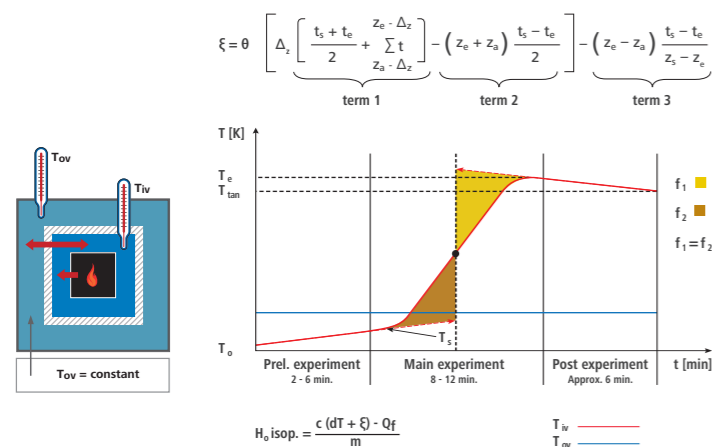 ξ = θ [ Δz { (ts + te)/2 + Σt (ze - Δz, za - Δz) } − (ze + za) (ts − te)/2 ] − (ze − za) (ts − te)/(zs − ze)
term 1 term 2 term 3
T [K]
Tov
Tiv
Te
Ttan
f1
f2
f1 = f2
Ts
To
Tov = constant
Prel. experiment Main experiment Post experiment t [min]
2 - 6 min. 8 - 12 min. Approx. 6 min.
Ho isop. = c (dT + ξ) - Qf / m
Tiv
Tov